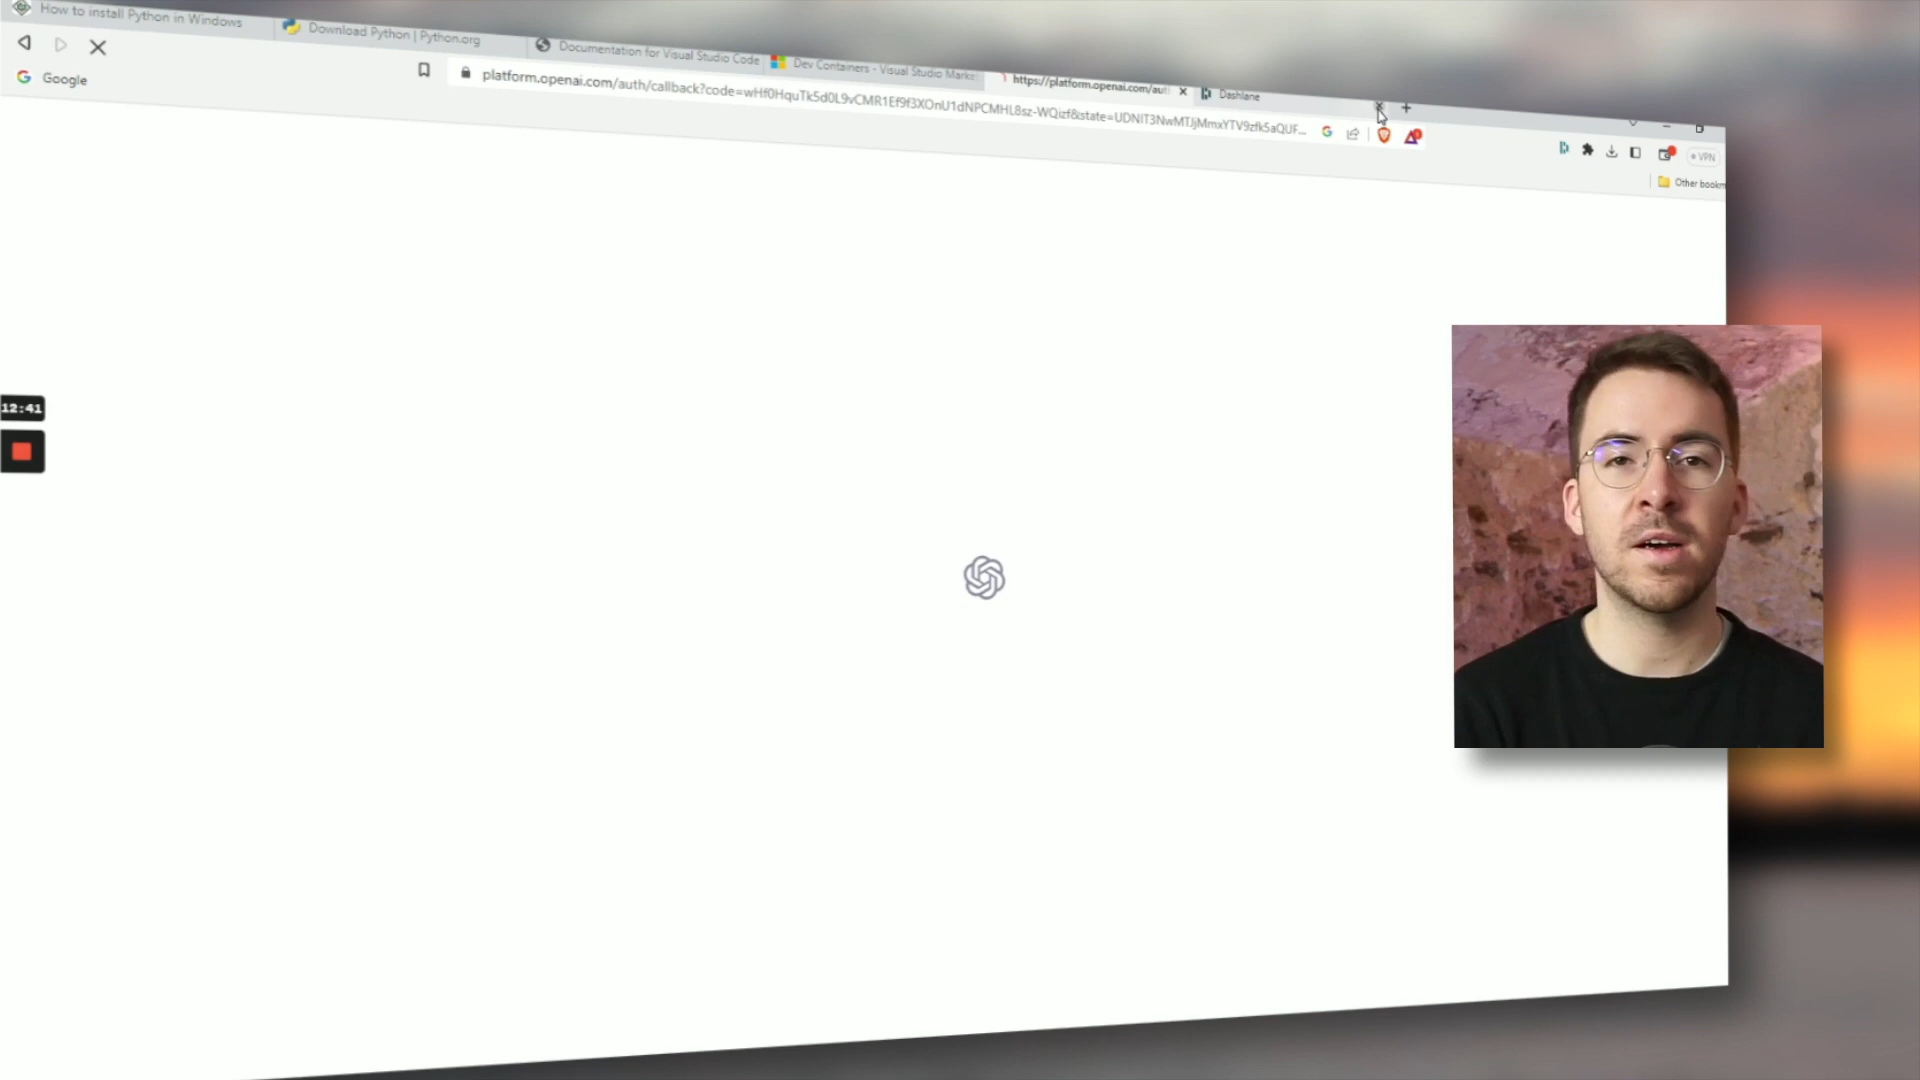 How to install Python in Windows
Download Python | Python.org
Documentation for Visual Studio Code
Dev Containers - Visual Studio Marke
https://platform.openai.com/aut
Dashlane
platform.openai.com/auth/callback?code=wHf0HquTk5d0L9vCMR1Ef9f3XOnU1dNPCMHL8sz-WQizf&state=UDNIT3NwMTJjMmxYTV9zfk5aQUF...
VPN
Google
Other bookm
12:41